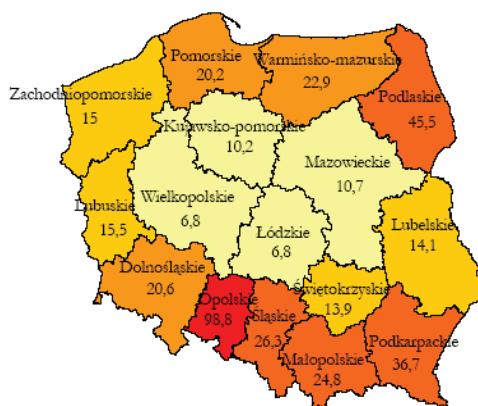 Pomorskie
20,2
Warmińsko-mazurskie
22,9
Podlaskie
45,5
Zachodniopomorskie
15
Kujawsko-pomorskie
10,2
Mazowieckie
10,7
Wielkopolskie
6,8
Lubuskie
15,5
Łódzkie
6,8
Lubelskie
14,1
Dolnośląskie
20,6
Opolskie
98,8
Śląskie
26,3
Świętokrzyskie
13,9
Małopolskie
24,8
Podkarpackie
36,7